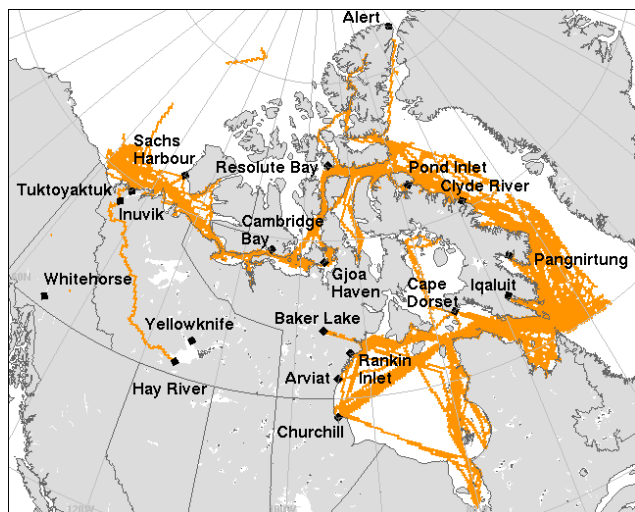 Alert
Sachs
Harbour
Resolute Bay
Pond Inlet
Clyde River
Tuktoyaktuk
Inuvik
Cambridge
Bay
Pangnirtung
Gjoa
Haven
Cape
Dorset
Iqaluit
Whitehorse
Baker Lake
Yellowknife
Rankin
Inlet
Hay River
Arviat
Churchill
120W